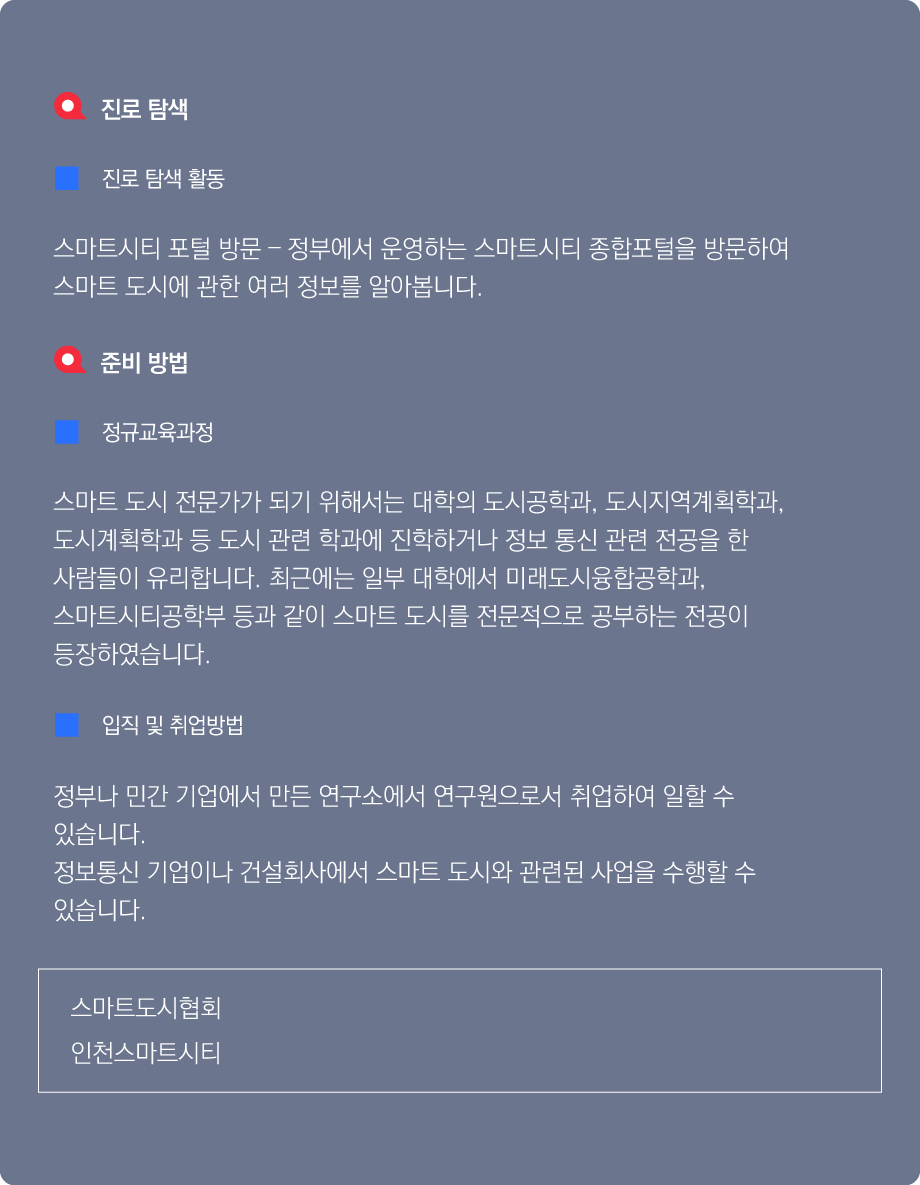 진로 탐색
진로 탐색 활동
스마트시티 포털 방문 – 정부에서 운영하는 스마트시티 종합포털을 방문하여
스마트 도시에 관한 여러 정보를 알아봅니다.
준비 방법
정규교육과정
스마트 도시 전문가가 되기 위해서는 대학의 도시공학과, 도시지역계획학과,
도시계획학과 등 도시 관련 학과에 진학하거나 정보 통신 관련 전공을 한
사람들이 유리합니다. 최근에는 일부 대학에서 미래도시융합공학과,
스마트시티공학부 등과 같이 스마트 도시를 전문적으로 공부하는 전공이
등장하였습니다.
입직 및 취업방법
정부나 민간 기업에서 만든 연구소에서 연구원으로서 취업하여 일할 수
있습니다.
정보통신 기업이나 건설회사에서 스마트 도시와 관련된 사업을 수행할 수
있습니다.
스마트도시협회
인천스마트시티